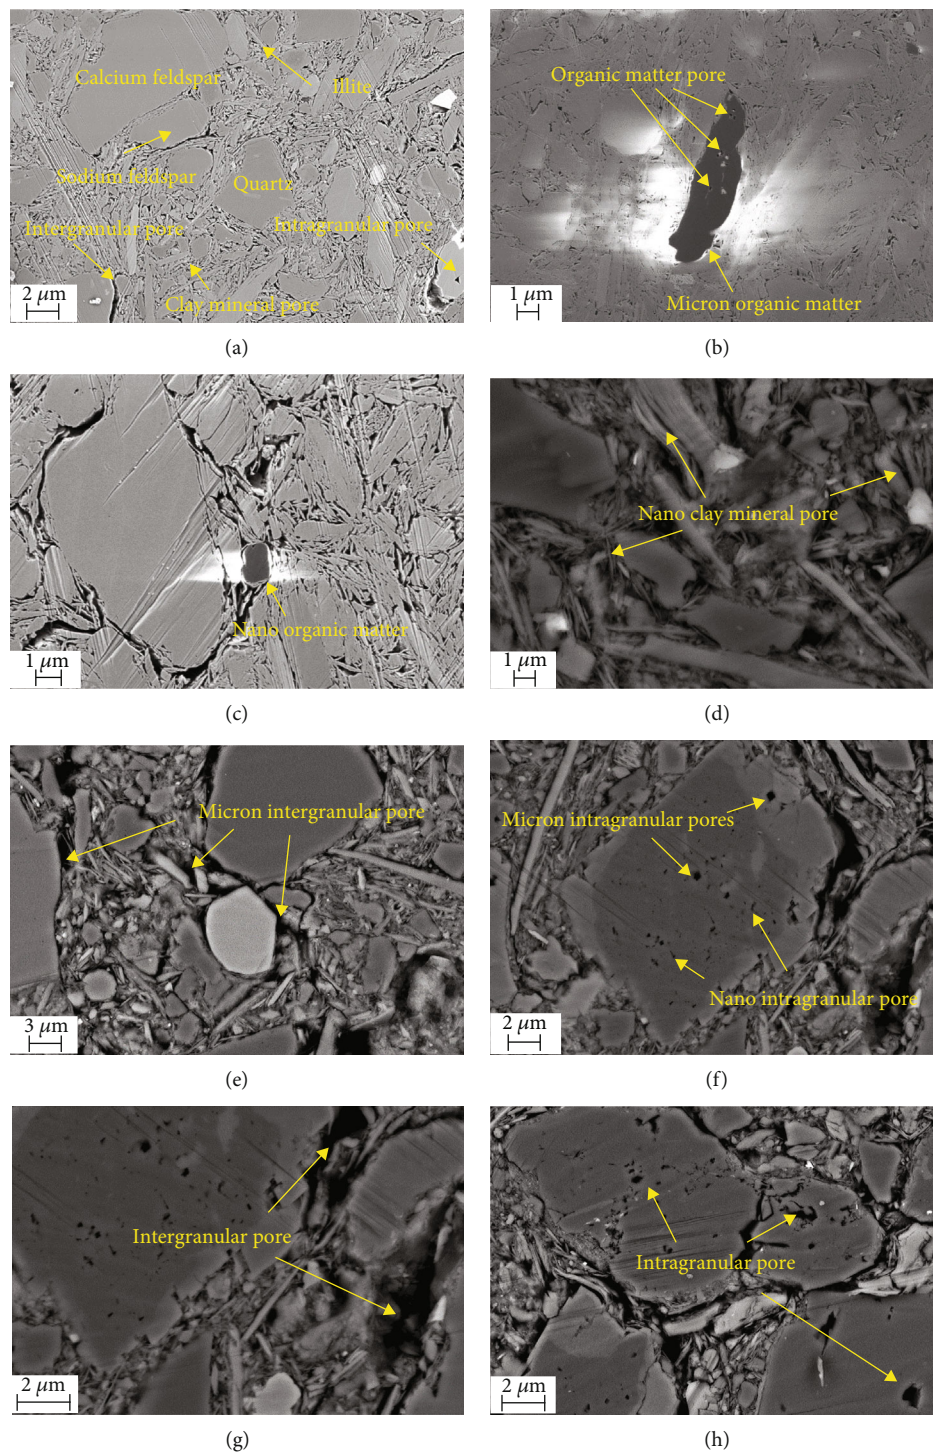 Calcium feldspar
Illite
Sodium feldspar
Quartz
Intergranular pore
Intragranular pore
Clay mineral pore
2 μm
(a)
Organic matter pore
Micron organic matter
1 μm
(b)
Nano organic matter
1 μm
(c)
Nano clay mineral pore
1 μm
(d)
Micron intergranular pore
3 μm
(e)
Micron intragranular pores
Nano intragranular pore
2 μm
(f)
Intergranular pore
2 μm
(g)
Intragranular pore
2 μm
(h)